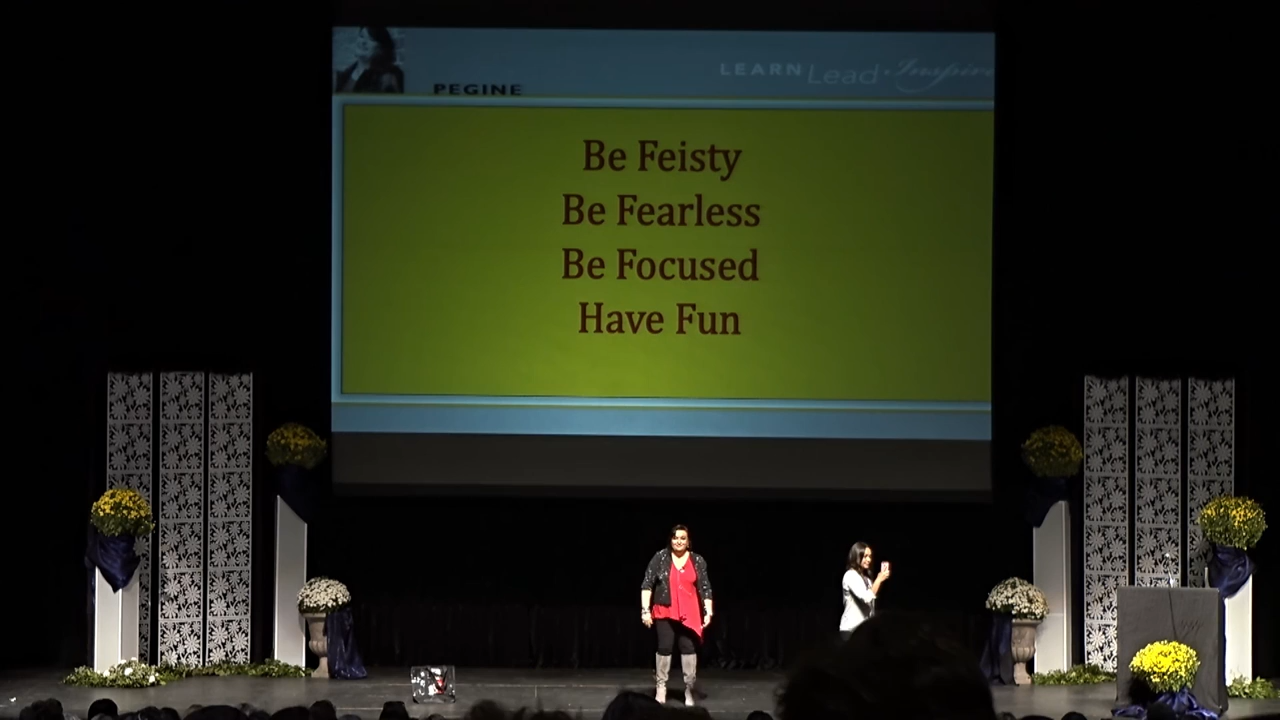 LEARN Lead Inspire
PEGINE
Be Feisty
Be Fearless
Be Focused
Have Fun